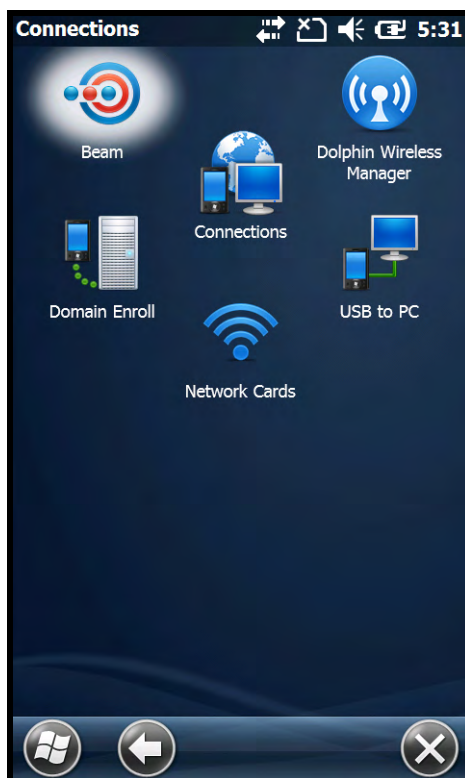 Connections 5:31
Beam
Dolphin Wireless
Manager
Connections
Domain Enroll
USB to PC
Network Cards